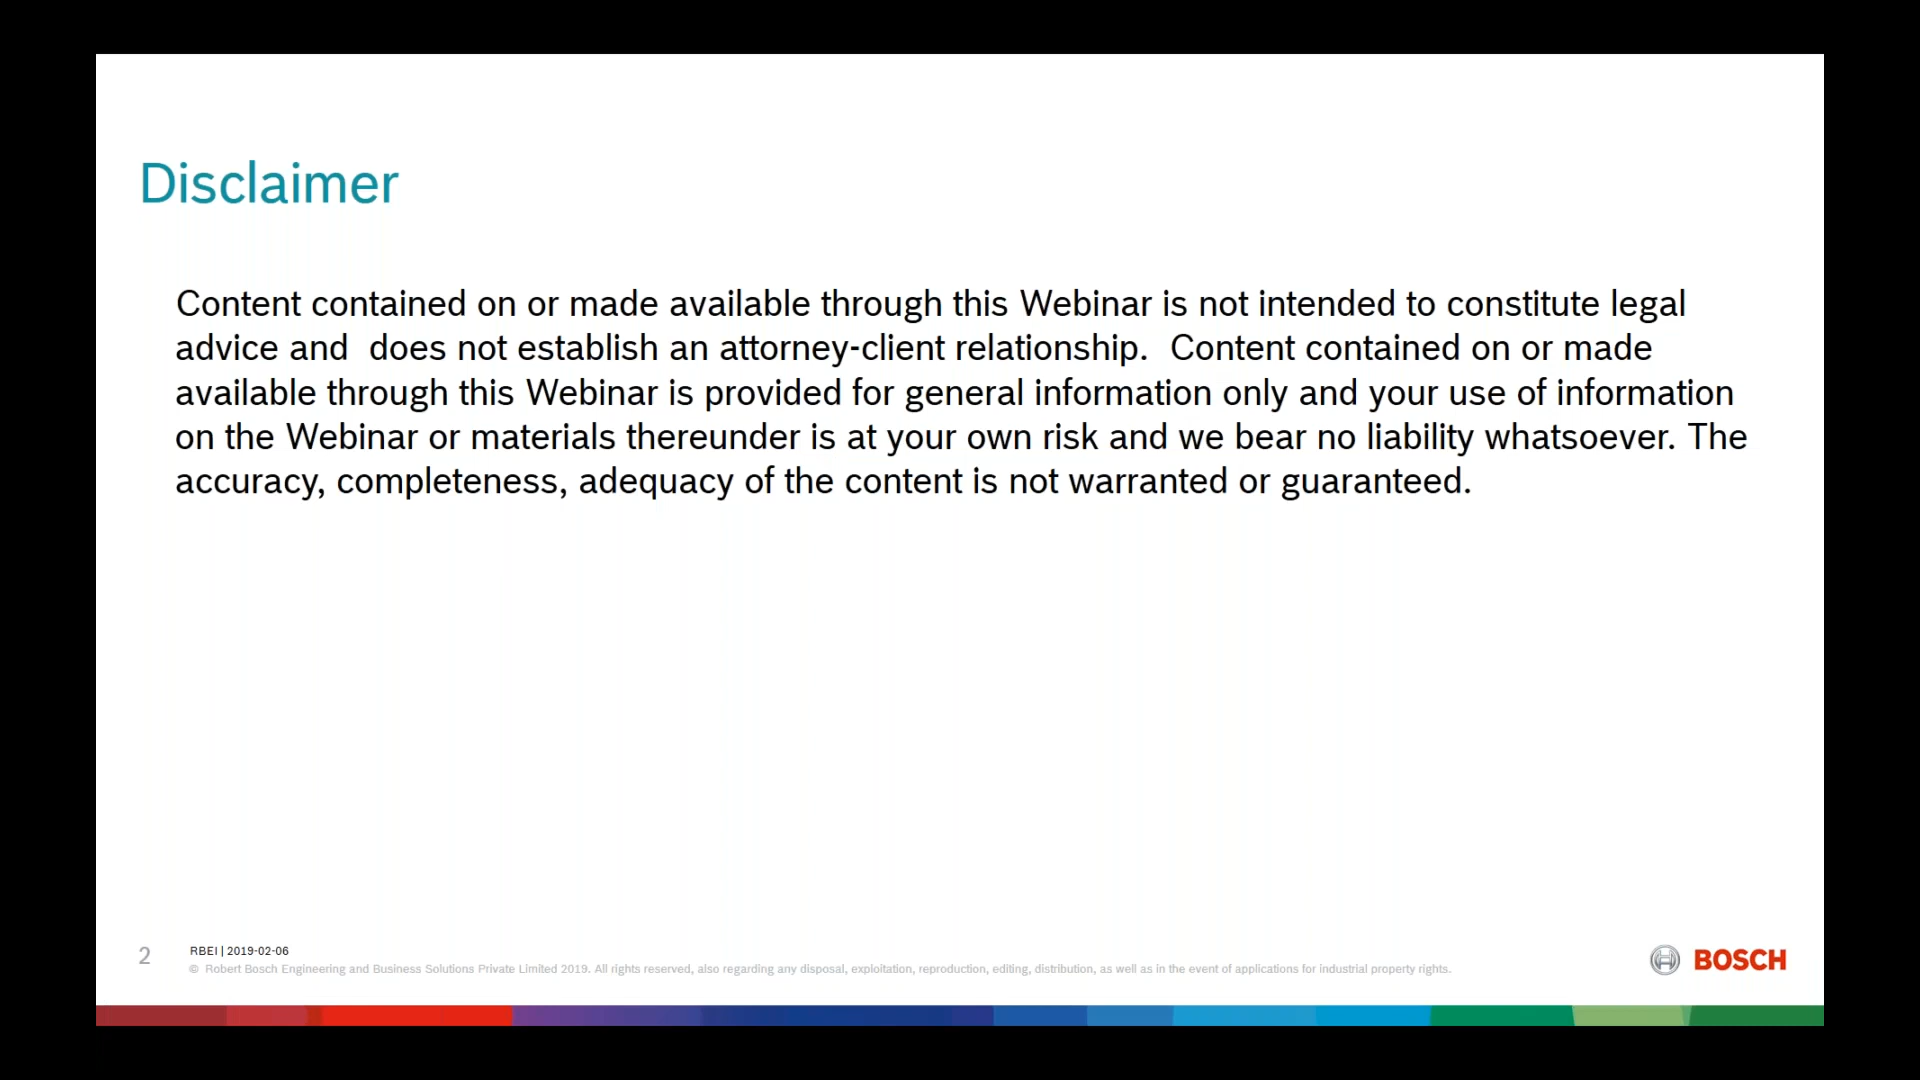 Disclaimer
Content contained on or made available through this Webinar is not intended to constitute legal
advice and  does not establish an attorney-client relationship.  Content contained on or made
available through this Webinar is provided for general information only and your use of information
on the Webinar or materials thereunder is at your own risk and we bear no liability whatsoever. The
accuracy, completeness, adequacy of the content is not warranted or guaranteed.
2
RBEI | 2019-02-06
© Robert Bosch Engineering and Business Solutions Private Limited 2019. All rights reserved, also regarding any disposal, exploitation, reproduction, editing, distribution, as well as in the event of applications for industrial property rights.
BOSCH